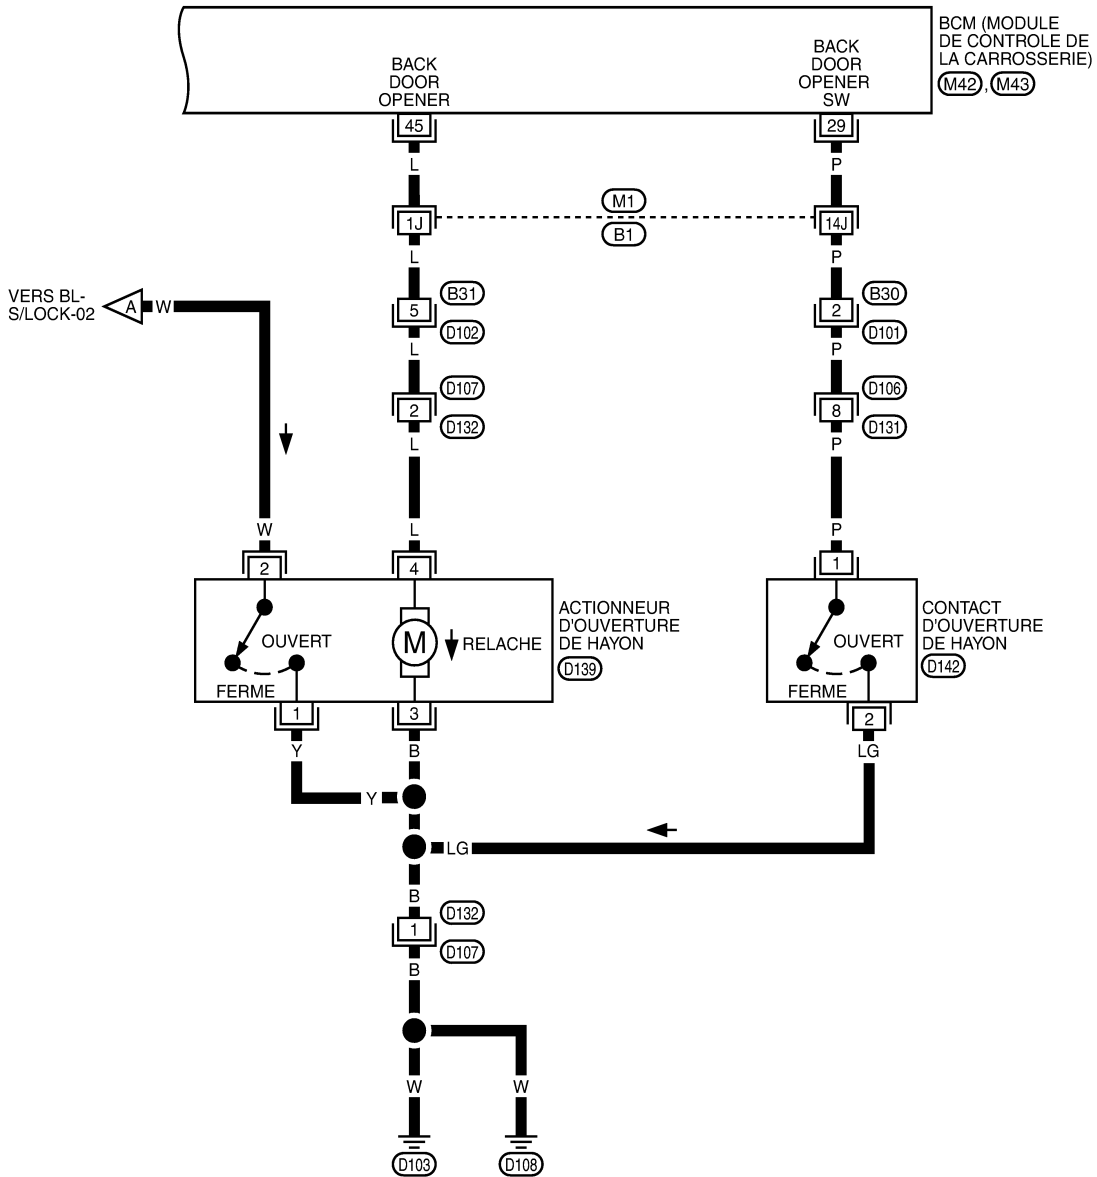 BCM (MODULE
DE CONTROLE DE
LA CARROSSERIE)
M42 , M43
BACK
DOOR
OPENER
BACK
DOOR
OPENER
SW
45
29
L
P
M1
1J
14J
B1
L
P
VERS BL-
S/LOCK-02
A
W
B31
5
D102
B30
2
D101
L
P
D107
2
D132
D106
8
D131
L
P
W
L
P
2
4
1
OUVERT
FERME
M
RELACHE
ACTIONNEUR
D'OUVERTURE
DE HAYON
D139
OUVERT
FERME
CONTACT
D'OUVERTURE
DE HAYON
D142
1
3
2
Y
B
LG
Y
LG
B
D132
1
D107
B
W
W
D103
D108